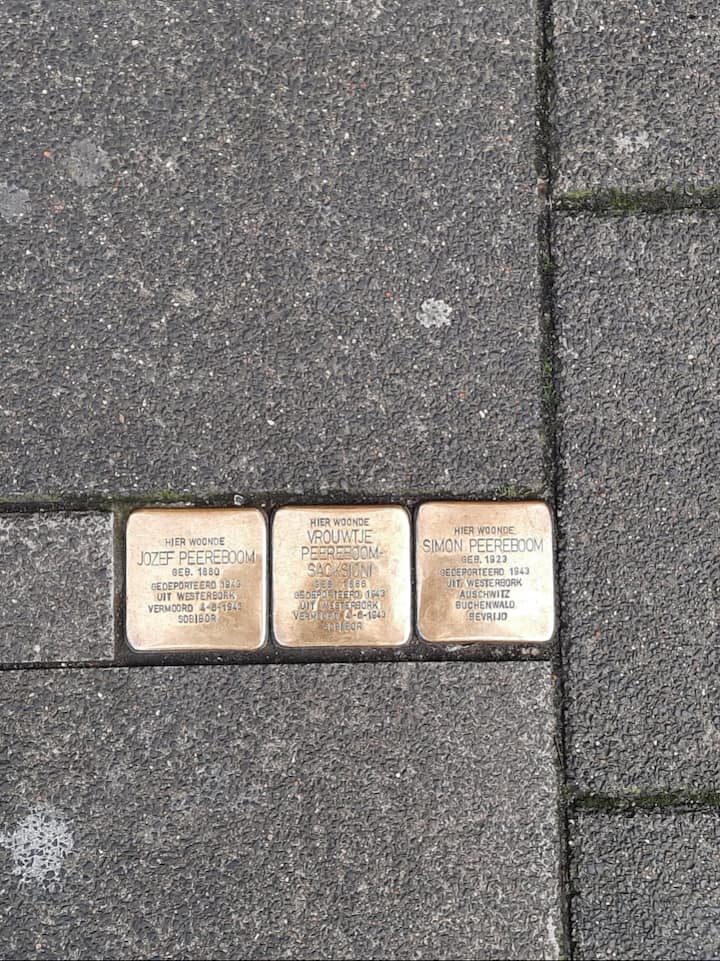 HIER WOONDE
JOZEF PEEREBOOM
GEB. 1880
GEDEPORTEERD 1943
UIT WESTERBORK
VERMOORD 4-6-1943
SOBIBOR
HIER WOONDE
VROUWTJE
PEEREBOOM-
SACKSIONI
GEB. 1886
GEDEPORTEERD 1943
UIT WESTERBORK
VERMOORD 4-6-1943
SOBIBOR
HIER WOONDE
SIMON PEEREBOOM
GEB. 1923
GEDEPORTEERD 1943
UIT WESTERBORK
AUSCHWITZ
BUCHENWALD
BEVRIJD